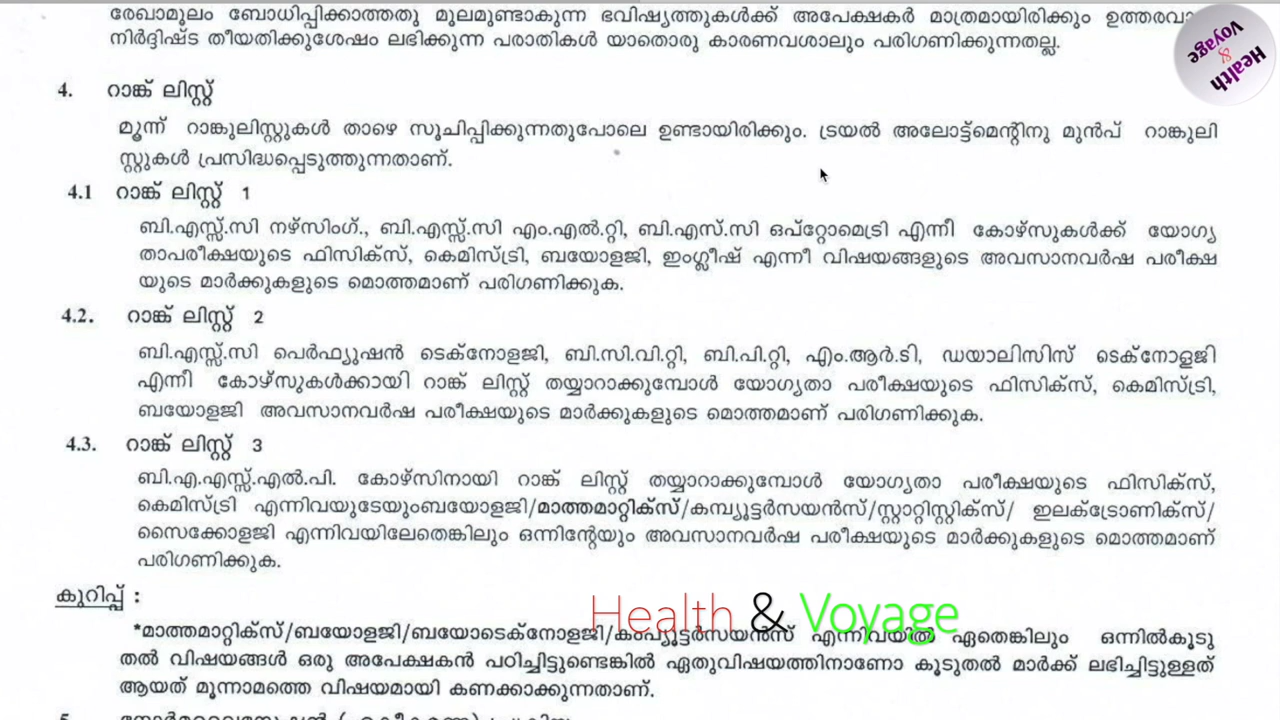 രേഖാമൂലം ബോധിപ്പിക്കാത്തതു മൂലമുണ്ടാകുന്ന ഭവിഷ്യത്തുകൾക്ക് അപേക്ഷകർ മാത്രമായിരിക്കും
നിർദ്ദിഷ്ട തീയതിക്കുശേഷം ലഭിക്കുന്ന പരാതികൾ യാതൊരു കാരണവശാലും പരിഗണിക്കുന്നതല്ല.
Health & Voyage
4. റാങ്ക് ലിസ്റ്റ്
മൂന്ന് റാങ്കുലിസ്റ്റുകൾ താഴെ സൂചിപ്പിക്കുന്നതുപോലെ ഉണ്ടായിരിക്കും. ട്രയൽ അലോട്ട്മെന്റിനു മുൻപ് റാങ്കുലി
സ്റ്റുകൾ പ്രസിദ്ധപ്പെടുത്തുന്നതാണ്.
4.1 റാങ്ക് ലിസ്റ്റ് 1
ബി.എസ്സ്.സി നഴ്സിംഗ്., ബി.എസ്സ്.സി എം.എൽ.റ്റി, ബി.എസ്.സി ഒപ്റ്റോമെട്രി എന്നീ കോഴ്സുകൾക്ക് യോഗ്യ
താപരീക്ഷയുടെ ഫിസിക്സ്, കെമിസ്ട്രി, ബയോളജി, ഇംഗ്ലീഷ് എന്നീ വിഷയങ്ങളുടെ അവസാനവർഷ പരീക്ഷ
യുടെ മാർക്കുകളുടെ മൊത്തമാണ് പരിഗണിക്കുക.
4.2. റാങ്ക് ലിസ്റ്റ് 2
ബി.എസ്സ്.സി പെർഫ്യുഷൻ ടെക്നോളജി, ബി.സി.വി.റ്റി, ബി.പി.റ്റി, എം.ആർ.ടി, ഡയാലിസിസ് ടെക്നോളജി
എന്നീ കോഴ്സുകൾക്കായി റാങ്ക് ലിസ്റ്റ് തയ്യാറാക്കുമ്പോൾ യോഗ്യതാ പരീക്ഷയുടെ ഫിസിക്സ്, കെമിസ്ട്രി,
ബയോളജി അവസാനവർഷ പരീക്ഷയുടെ മാർക്കുകളുടെ മൊത്തമാണ് പരിഗണിക്കുക.
4.3. റാങ്ക് ലിസ്റ്റ് 3
ബി.എ.എസ്സ്.എൽ.പി. കോഴ്സിനായി റാങ്ക് ലിസ്റ്റ് തയ്യാറാക്കുമ്പോൾ യോഗ്യതാ പരീക്ഷയുടെ ഫിസിക്സ്,
കെമിസ്ട്രി എന്നിവയുടേയുംബയോളജി/മാത്തമാറ്റിക്സ്/കമ്പ്യൂട്ടർസയൻസ്/സ്റ്റാറ്റിസ്റ്റിക്സ്/ ഇലക്ട്രോണിക്സ്/
സൈക്കോളജി എന്നിവയിലേതെങ്കിലും ഒന്നിന്റേയും അവസാനവർഷ പരീക്ഷയുടെ മാർക്കുകളുടെ മൊത്തമാണ്
പരിഗണിക്കുക.
കുറിപ്പ് :
Health & Voyage
*മാത്തമാറ്റിക്സ്/ബയോളജി/ബയോടെക്നോളജി/കംപ്യൂട്ടർസയൻസ് എന്നിവയിൽ ഏതെങ്കിലും ഒന്നിൽകൂടു
തൽ വിഷയങ്ങൾ ഒരു അപേക്ഷകൻ പഠിച്ചിട്ടുണ്ടെങ്കിൽ ഏതുവിഷയത്തിനാണോ കൂടുതൽ മാർക്ക് ലഭിച്ചിട്ടുള്ളത്
ആയത് മൂന്നാമത്തെ വിഷയമായി കണക്കാക്കുന്നതാണ്.